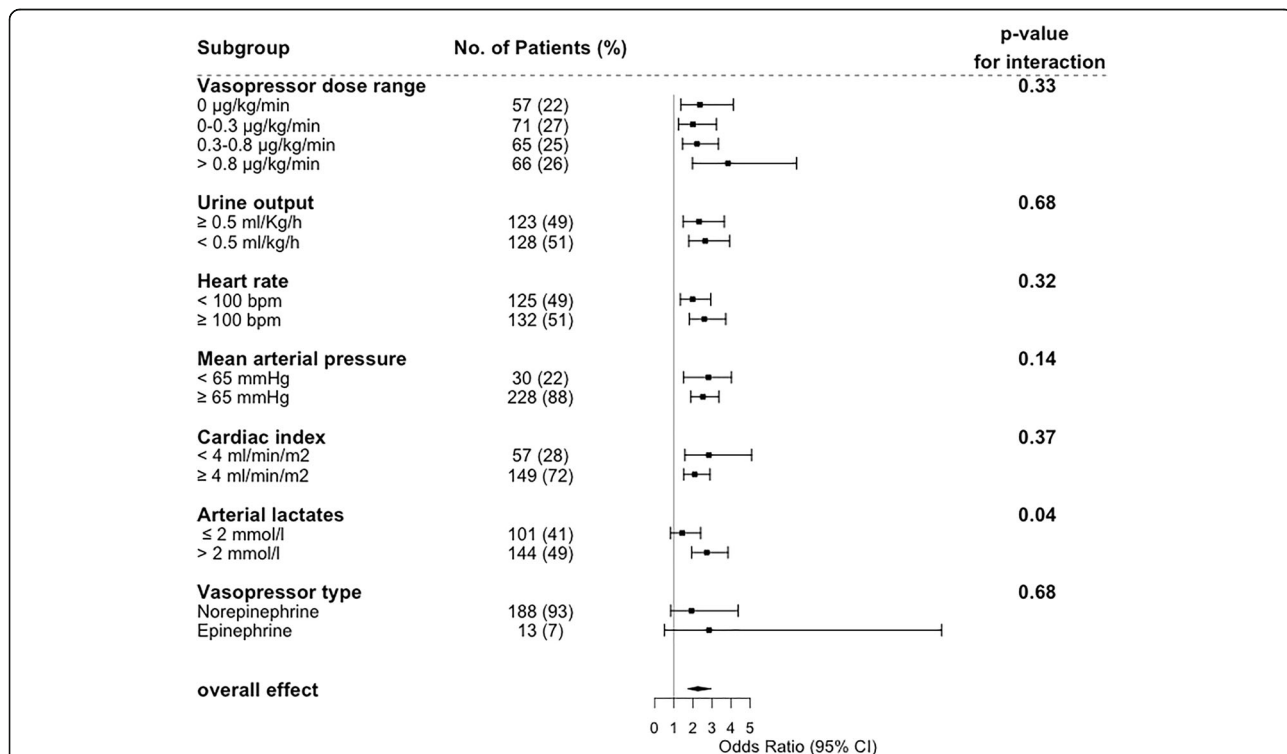 Subgroup No. of Patients (%) p-value for interaction
Vasopressor dose range 0.33
0 µg/kg/min 57 (22)
0-0.3 µg/kg/min 71 (27)
0.3-0.8 µg/kg/min 65 (25)
> 0.8 µg/kg/min 66 (26)
Urine output 0.68
≥ 0.5 ml/Kg/h 123 (49)
< 0.5 ml/kg/h 128 (51)
Heart rate 0.32
< 100 bpm 125 (49)
≥ 100 bpm 132 (51)
Mean arterial pressure 0.14
< 65 mmHg 30 (22)
≥ 65 mmHg 228 (88)
Cardiac index 0.37
< 4 ml/min/m2 57 (28)
≥ 4 ml/min/m2 149 (72)
Arterial lactates 0.04
≤ 2 mmol/l 101 (41)
> 2 mmol/l 144 (49)
Vasopressor type 0.68
Norepinephrine 188 (93)
Epinephrine 13 (7)
overall effect
0 1 2 3 4 5
Odds Ratio (95% CI)